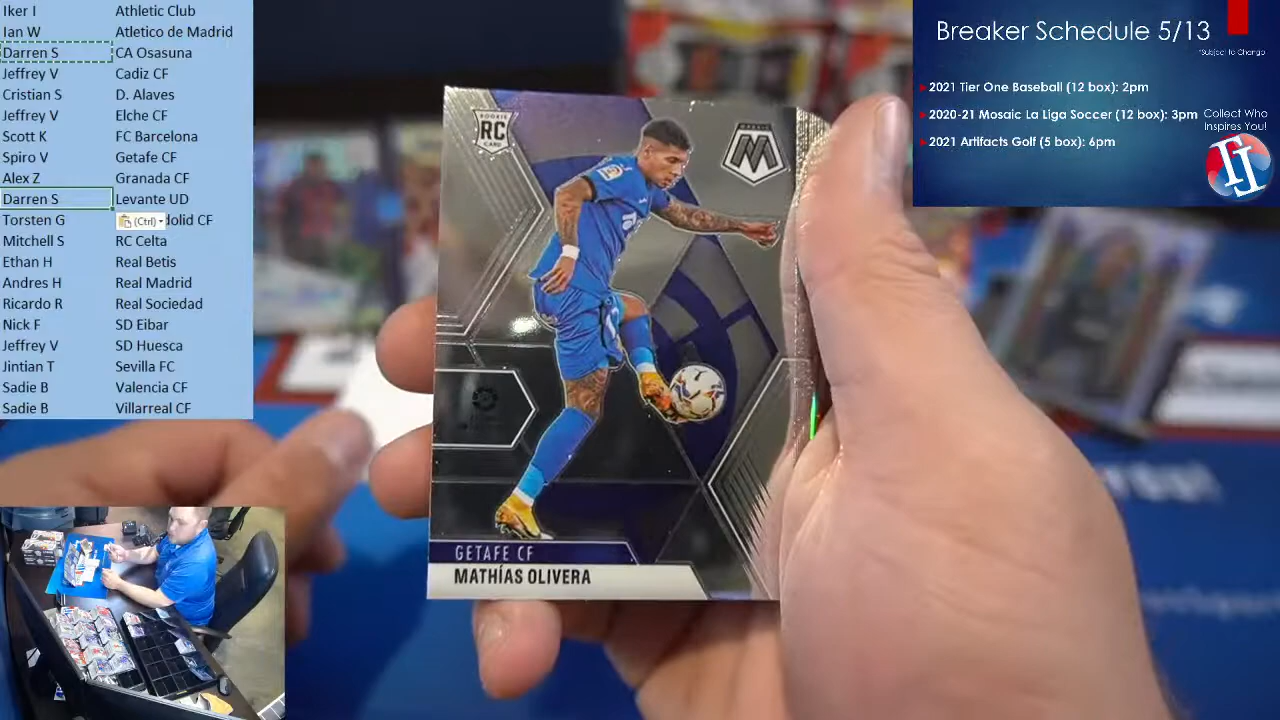 Iker I Athletic Club
Ian W Atletico de Madrid
Darren S CA Osasuna
Jeffrey V Cadiz CF
Cristian S D. Alaves
Jeffrey V Elche CF
Scott K FC Barcelona
Spiro V Getafe CF
Alex Z Granada CF
Darren S Levante UD
Torsten G (Ctrl) dolid CF
Mitchell S RC Celta
Ethan H Real Betis
Andres H Real Madrid
Ricardo R Real Sociedad
Nick F SD Eibar
Jeffrey V SD Huesca
Jintian T Sevilla FC
Sadie B Valencia CF
Sadie B Villarreal CF
Breaker Schedule 5/13
*Subject to Change
2021 Tier One Baseball (12 box): 2pm
2020-21 Mosaic La Liga Soccer (12 box): 3pm
2021 Artifacts Golf (5 box): 6pm
Collect Who
Inspires You!
ROOKIE
RC
CARD
MOSAIC
GETAFE CF
MATHÍAS OLIVERA